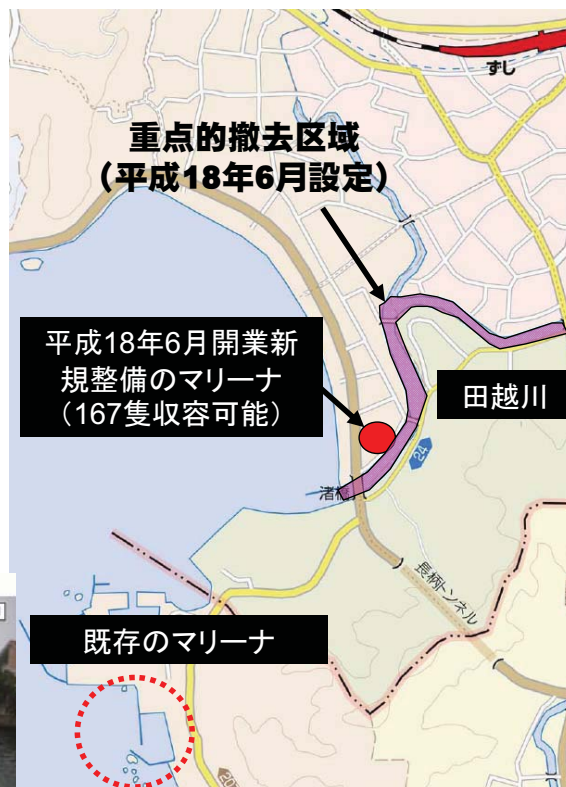 ずし
重点的撤去区域
（平成18年6月設定）
平成18年6月開業新
規整備のマリーナ
（167隻収容可能）
田越川
24
渚橋
長柄トンネル
既存のマリーナ